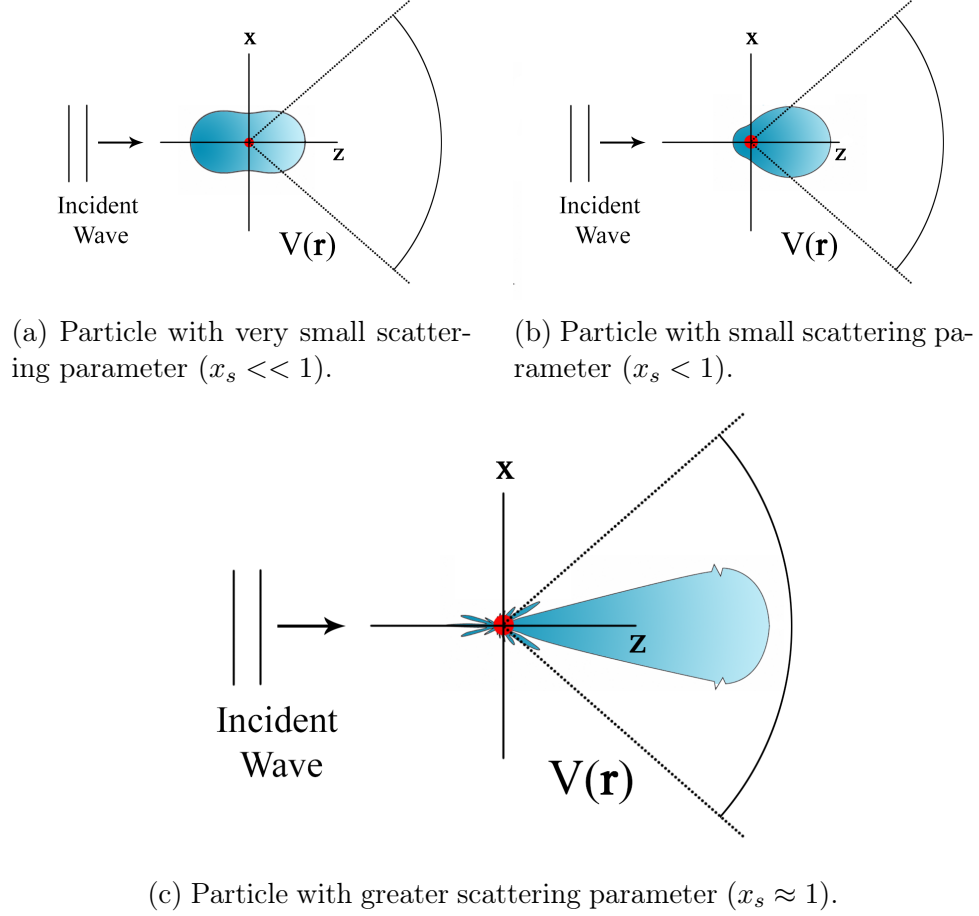 x
z
Incident
Wave
V(r)
(a) Particle with very small scatter-
ing parameter (x_s << 1).
x
z
Incident
Wave
V(r)
(b) Particle with small scattering pa-
rameter (x_s < 1).
x
z
Incident
Wave
V(r)
(c) Particle with greater scattering parameter (x_s ≈ 1).